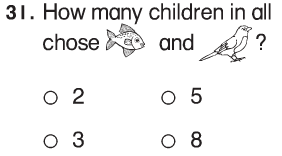 31. How many children in all
chose and ?
2 5
3 8